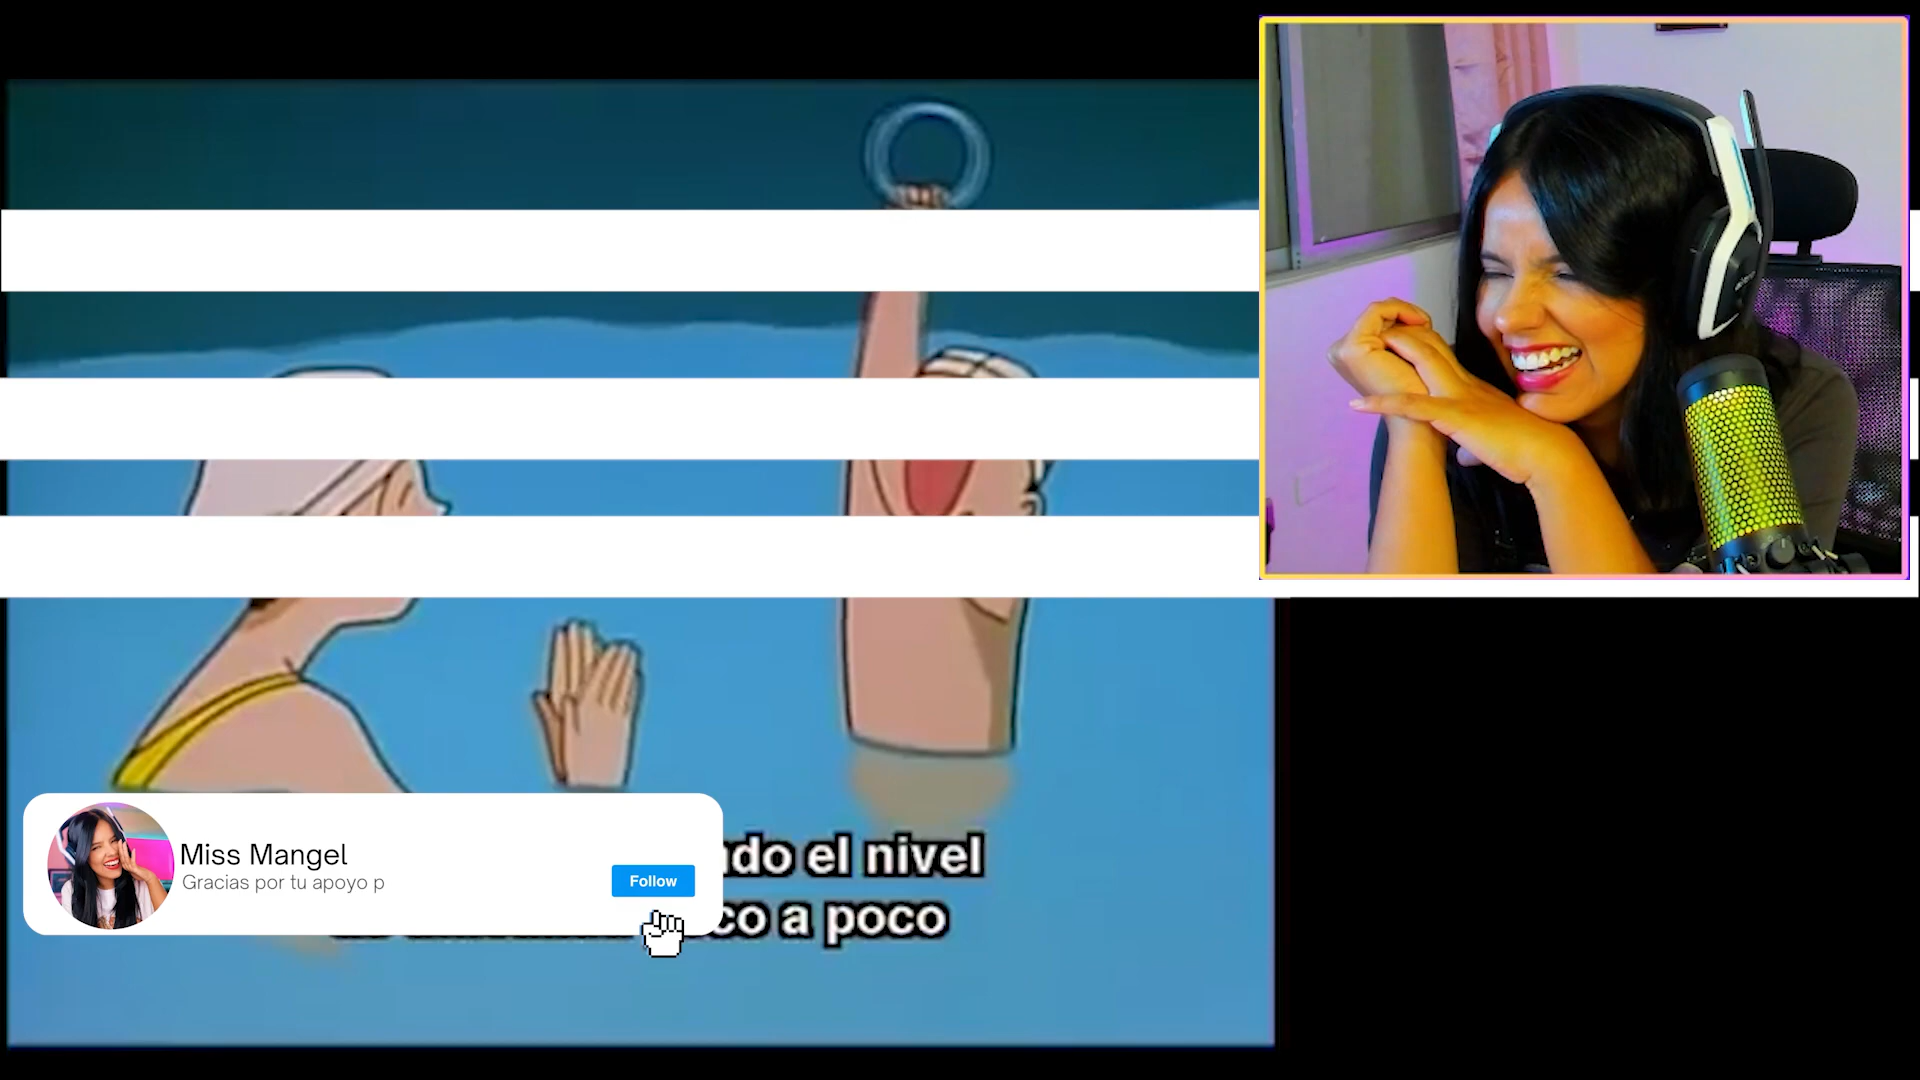 ndo el nivel
co a poco
Miss Mangel
Gracias por tu apoyo p
Follow